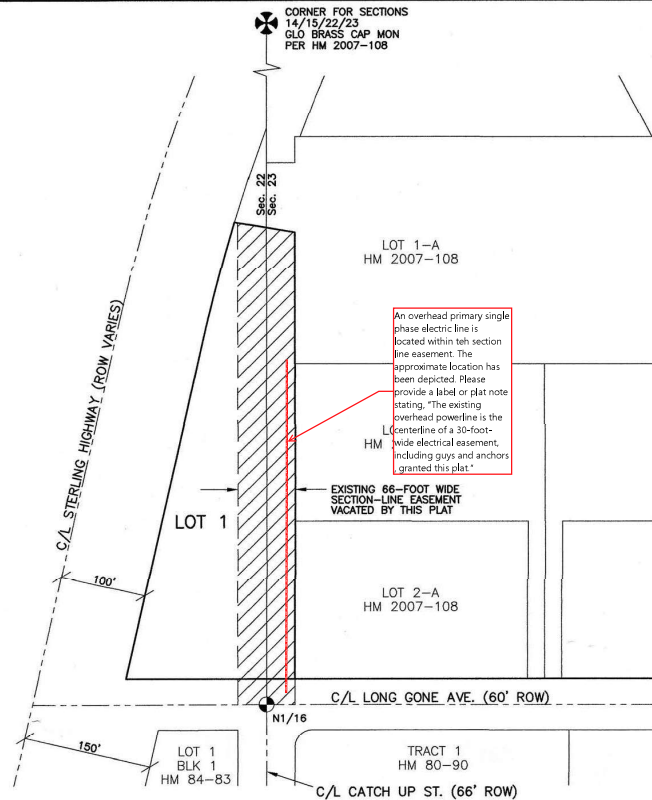 CORNER FOR SECTIONS
14/15/22/23
GLO BRASS CAP MON
PER HM 2007-108
Sec. 22
Sec. 23
LOT 1-A
HM 2007-108
C/L STERLING HIGHWAY (ROW VARIES)
An overhead primary single
phase electric line is
located within teh section
line easement. The
approximate location has
been depicted. Please
provide a label or plat note
stating, "The existing
overhead powerline is the
centerline of a 30-foot-
wide electrical easement,
including guys and anchors
, granted this plat."
HM
EXISTING 66-FOOT WIDE
SECTION-LINE EASEMENT
VACATED BY THIS PLAT
LOT 1
100'
LOT 2-A
HM 2007-108
C/L LONG GONE AVE. (60' ROW)
N1/16
150'
LOT 1
BLK 1
HM 84-83
TRACT 1
HM 80-90
C/L CATCH UP ST. (66' ROW)